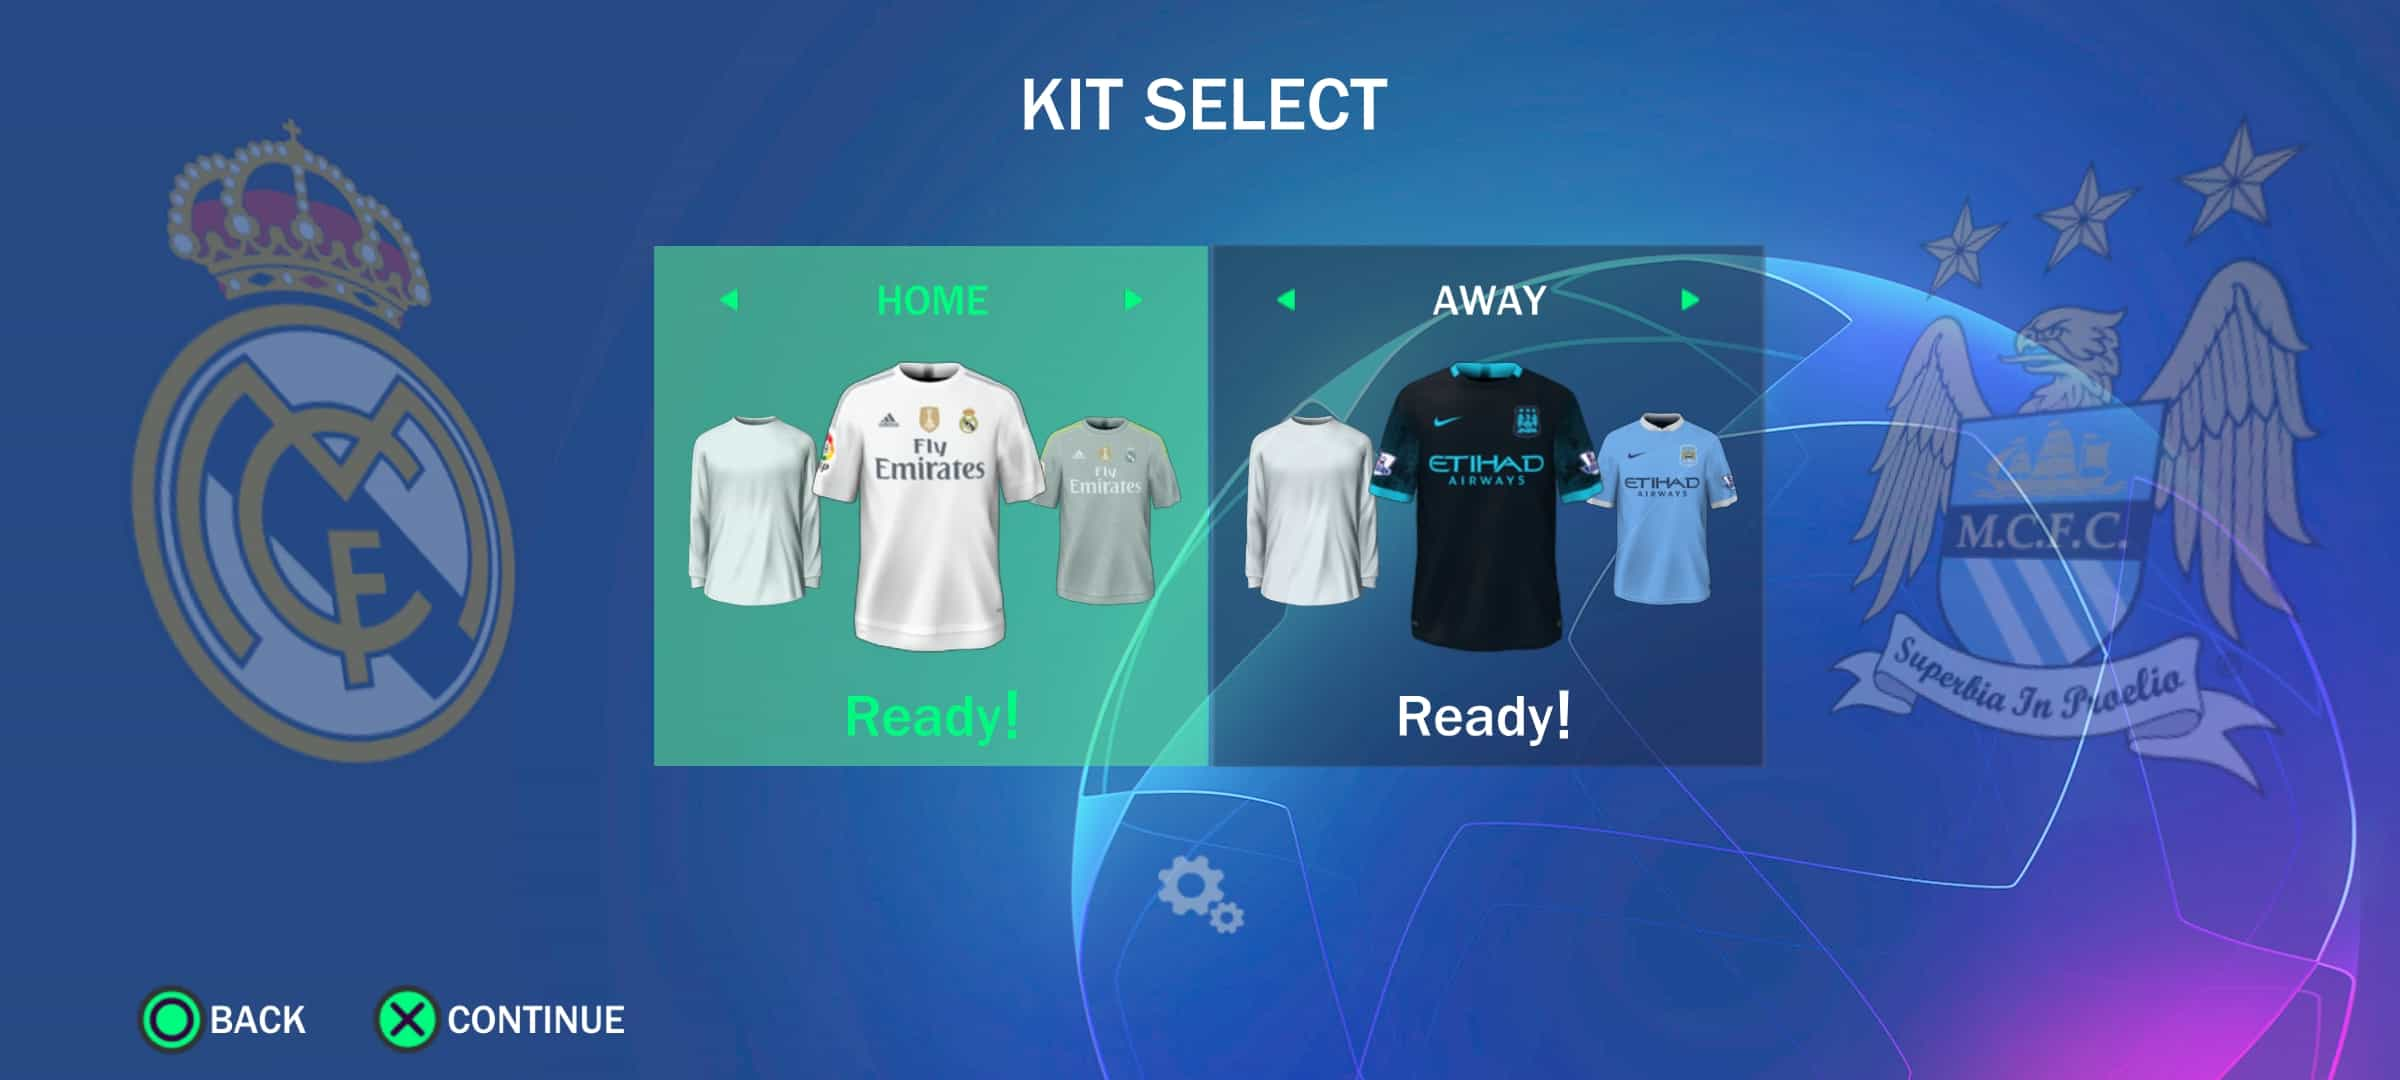 KIT SELECT
HOME
Fly
Emirates
Fly
Emirates
Ready!
AWAY
ETIHAD
AIRWAYS
ETIHAD
AIRWAYS
Ready!
M.C.F.C.
Superbia In Proelio
BACK
CONTINUE